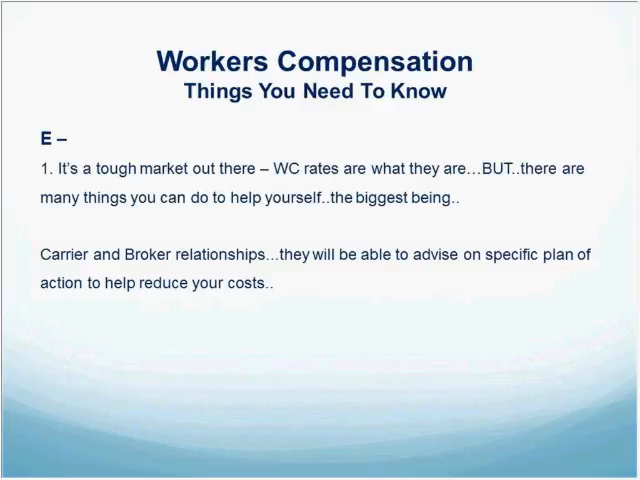 Workers Compensation
Things You Need To Know
E –
1. It's a tough market out there – WC rates are what they are…BUT..there are
many things you can do to help yourself..the biggest being..
Carrier and Broker relationships...they will be able to advise on specific plan of
action to help reduce your costs..